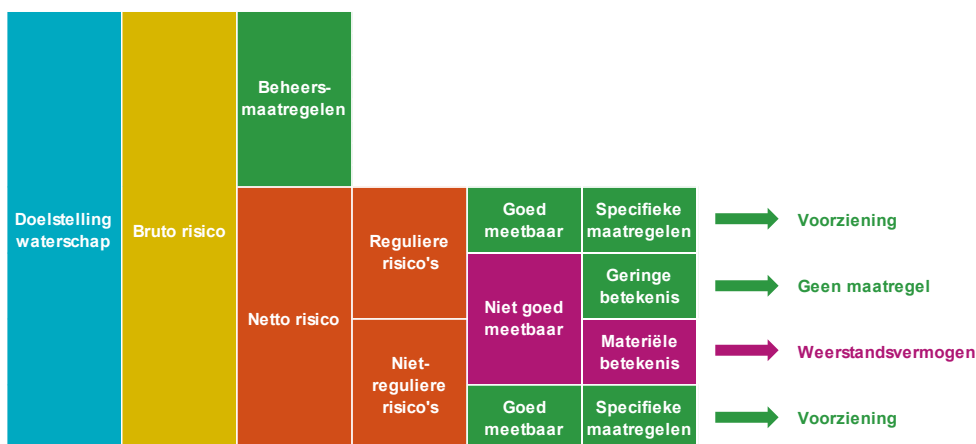 Doelstelling
waterschap
Bruto risico
Beheers-
maatregelen
Netto risico
Reguliere
risico's
Niet-
reguliere
risico's
Goed
meetbaar
Niet goed
meetbaar
Goed
meetbaar
Specifieke
maatregelen
Geringe
betekenis
Materiële
betekenis
Specifieke
maatregelen
Voorziening
Geen maatregel
Weerstandsvermogen
Voorziening